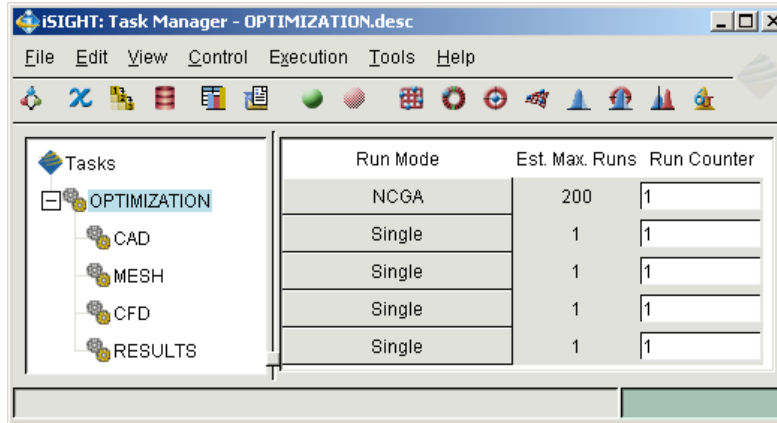 iSIGHT: Task Manager - OPTIMIZATION.desc
File Edit View Control Execution Tools Help
Tasks Run Mode Est. Max. Runs Run Counter
OPTIMIZATION NCGA 200 1
CAD Single 1 1
MESH Single 1 1
CFD Single 1 1
RESULTS Single 1 1